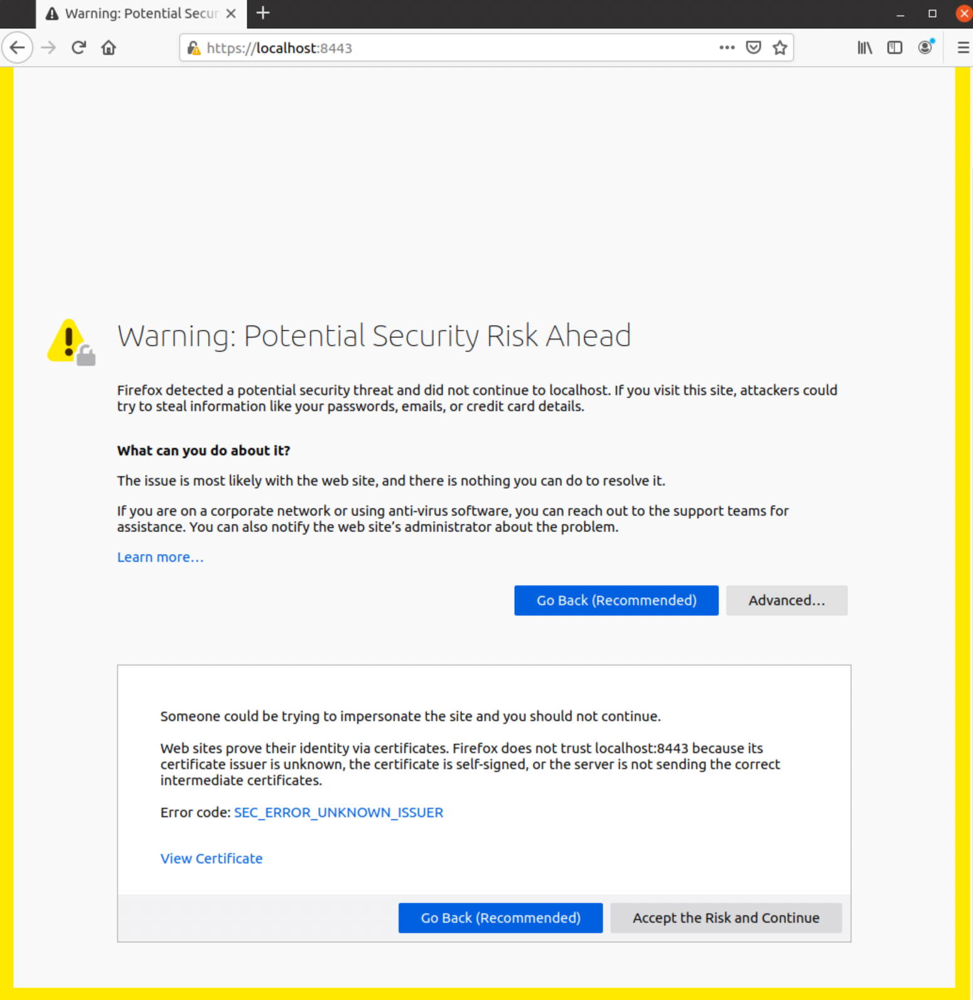 Warning: Potential Secur
https://localhost:8443
Warning: Potential Security Risk Ahead
Firefox detected a potential security threat and did not continue to localhost. If you visit this site, attackers could
try to steal information like your passwords, emails, or credit card details.
What can you do about it?
The issue is most likely with the web site, and there is nothing you can do to resolve it.
If you are on a corporate network or using anti-virus software, you can reach out to the support teams for
assistance. You can also notify the web site’s administrator about the problem.
Learn more…
Go Back (Recommended)
Advanced…
Someone could be trying to impersonate the site and you should not continue.
Web sites prove their identity via certificates. Firefox does not trust localhost:8443 because its
certificate issuer is unknown, the certificate is self-signed, or the server is not sending the correct
intermediate certificates.
Error code: SEC_ERROR_UNKNOWN_ISSUER
View Certificate
Go Back (Recommended)
Accept the Risk and Continue